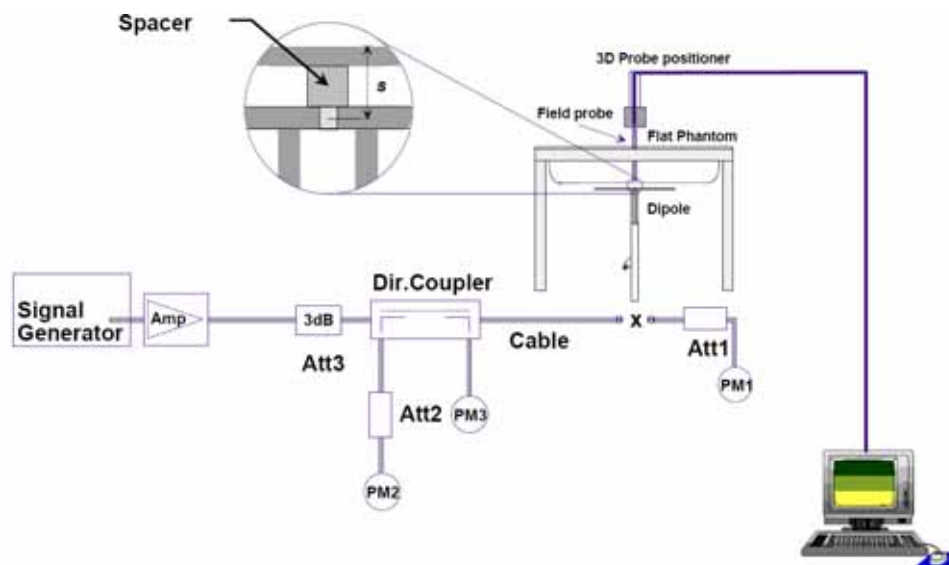 Spacer
s
3D Probe positioner
Field probe
Flat Phantom
Dipole
Signal
Generator
Amp
3dB
Att3
Dir.Coupler
Cable
x
Att1
PM1
Att2
PM3
PM2